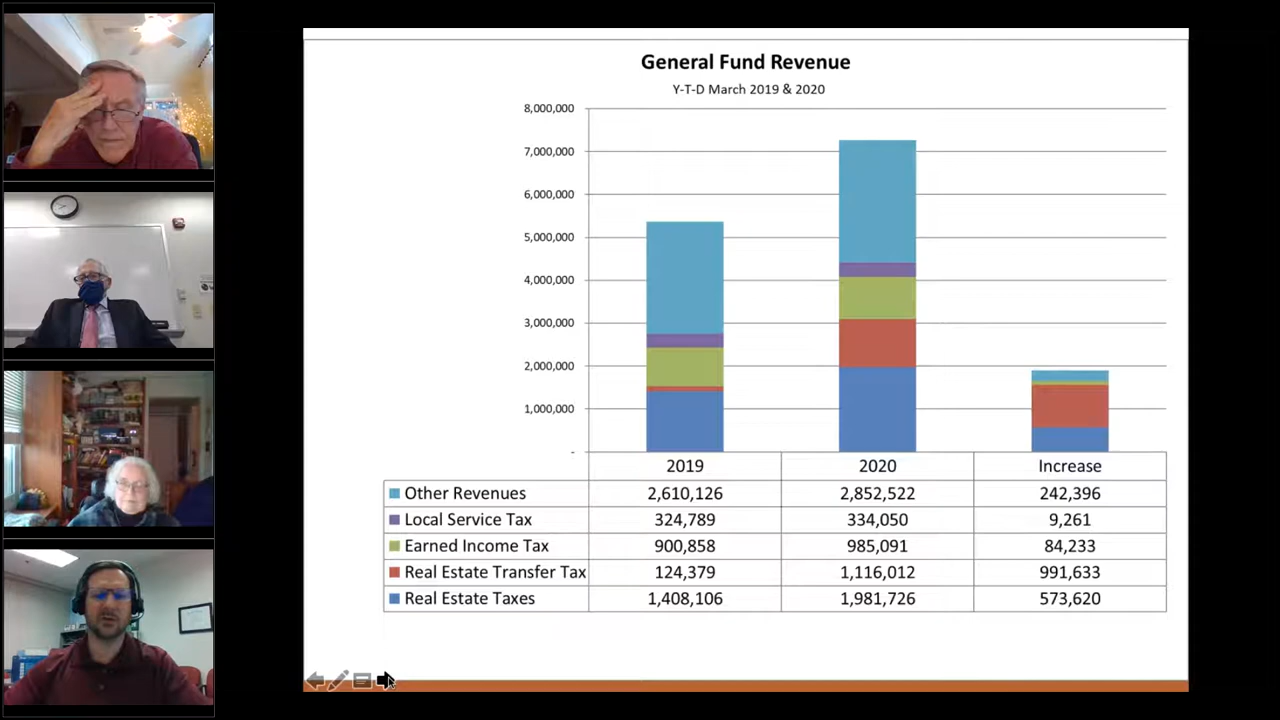 General Fund Revenue
Y-T-D March 2019 & 2020
8,000,000
7,000,000
6,000,000
5,000,000
4,000,000
3,000,000
2,000,000
1,000,000
-
2019 2020 Increase
Other Revenues 2,610,126 2,852,522 242,396
Local Service Tax 324,789 334,050 9,261
Earned Income Tax 900,858 985,091 84,233
Real Estate Transfer Tax 124,379 1,116,012 991,633
Real Estate Taxes 1,408,106 1,981,726 573,620